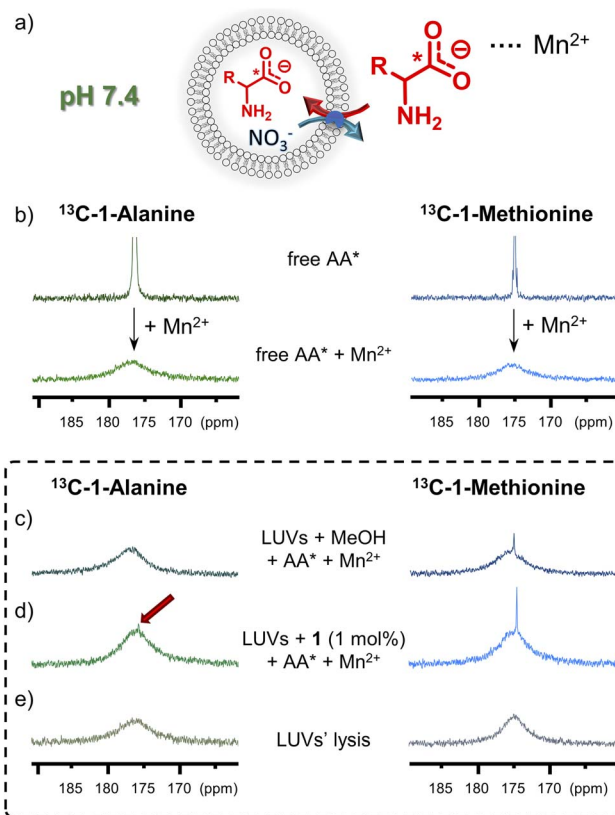 a)
pH 7.4
R
*
C
O
⊖
O
NH₂
NO₃⁻
R
*
C
O
⊖
O
NH₂
···· Mn²⁺
b)
¹³C-1-Alanine
¹³C-1-Methionine
free AA*
+ Mn²⁺
+ Mn²⁺
free AA* + Mn²⁺
185 180 175 170 (ppm)
185 180 175 170 (ppm)
¹³C-1-Alanine
¹³C-1-Methionine
c)
LUVs + MeOH
+ AA* + Mn²⁺
d)
LUVs + 1 (1 mol%)
+ AA* + Mn²⁺
e)
LUVs' lysis
185 180 175 170 (ppm)
185 180 175 170 (ppm)